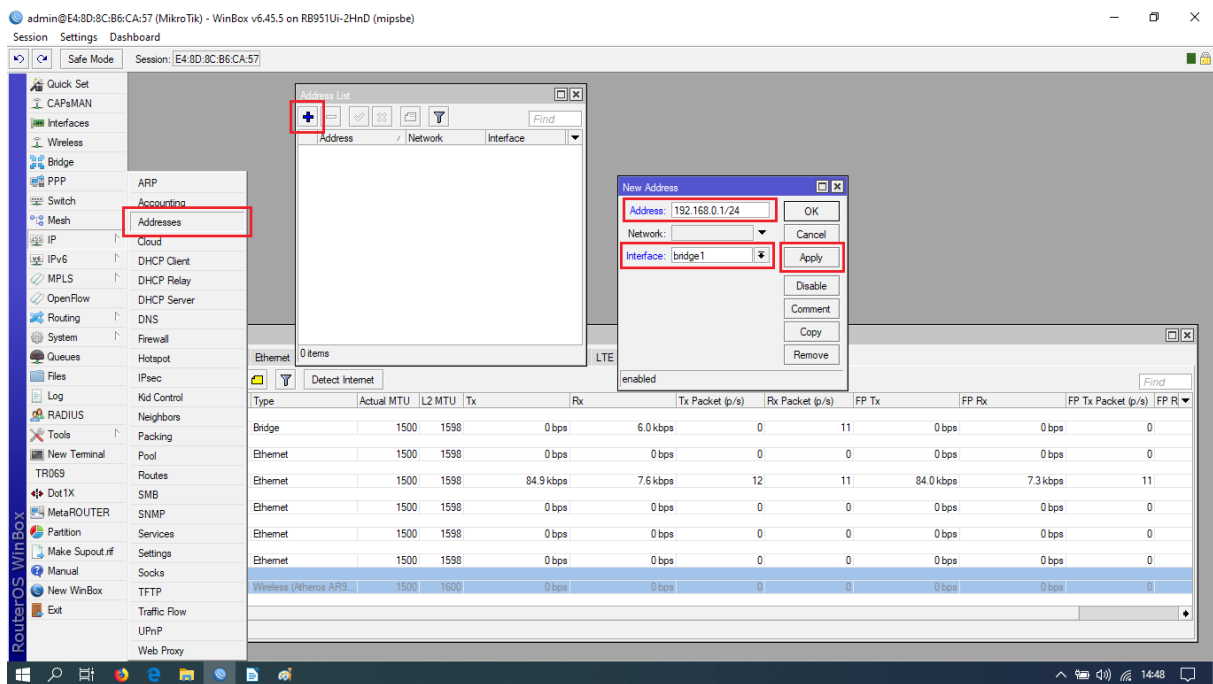 admin@E4:8D:8C:B6:CA:57 (MikroTik) - WinBox v6.45.5 on RB951Ui-2HnD (mipsbe)
Session Settings Dashboard
Safe Mode Session: E4:8D:8C:B6:CA:57
Quick Set
CAPsMAN
Interfaces
Wireless
Bridge
PPP
Switch
Mesh
IP
IPv6
MPLS
OpenFlow
Routing
System
Queues
Files
Log
RADIUS
Tools
New Terminal
TR069
Dot1X
MetaROUTER
Partition
Make Supout.rif
Manual
New WinBox
Exit
RouterOS WinBox
ARP
Accounting
Addresses
Cloud
DHCP Client
DHCP Relay
DHCP Server
DNS
Firewall
Hotspot
IPsec
Kid Control
Neighbors
Packing
Pool
Routes
SMB
SNMP
Services
Settings
Socks
TFTP
Traffic Flow
UPnP
Web Proxy
Address List
Find
Address Network Interface
0 items
New Address
Address: 192.168.0.1/24 OK
Network: Cancel
Interface: bridge1 Apply
Disable
Comment
Copy
Remove
enabled
Ethernet LTE
Detect Internet Find
Type Actual MTU L2 MTU Tx Rx Tx Packet (p/s) Rx Packet (p/s) FP Tx FP Rx FP Tx Packet (p/s) FP R
Bridge 1500 1598 0 bps 6.0 kbps 0 11 0 bps 0 bps 0
Ethernet 1500 1598 0 bps 0 bps 0 0 0 bps 0 bps 0
Ethernet 1500 1598 84.9 kbps 7.6 kbps 12 11 84.0 kbps 7.3 kbps 11
Ethernet 1500 1598 0 bps 0 bps 0 0 0 bps 0 bps 0
Ethernet 1500 1598 0 bps 0 bps 0 0 0 bps 0 bps 0
Ethernet 1500 1598 0 bps 0 bps 0 0 0 bps 0 bps 0
Wireless (Atheros AR9... 1500 1600 0 bps 0 bps 0 0 0 bps 0 bps 0
14:48